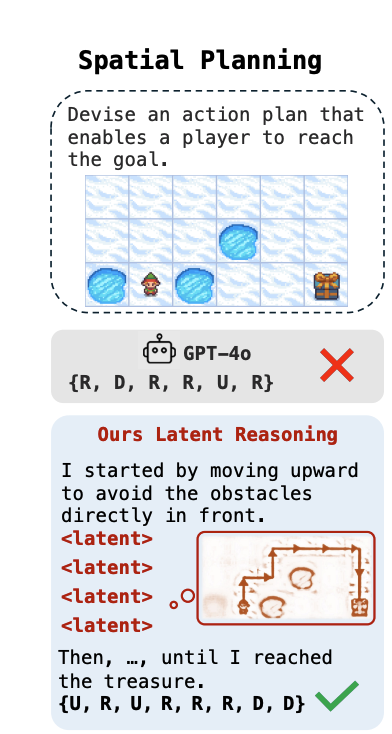 Spatial Planning
Devise an action plan that
enables a player to reach
the goal.
GPT-4o
{R, D, R, R, U, R}
Ours Latent Reasoning
I started by moving upward
to avoid the obstacles
directly in front.
<latent>
<latent>
<latent>
<latent>
Then, …, until I reached
the treasure.
{U, R, U, R, R, R, D, D}